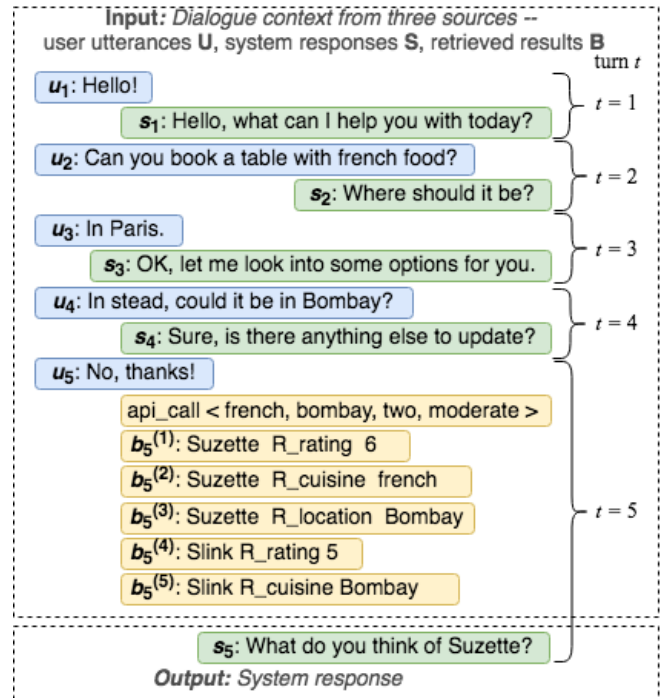 Input: Dialogue context from three sources --
user utterances U, system responses S, retrieved results B
turn t
u1: Hello!
t = 1
s1: Hello, what can I help you with today?
u2: Can you book a table with french food?
t = 2
s2: Where should it be?
u3: In Paris.
t = 3
s3: OK, let me look into some options for you.
u4: In stead, could it be in Bombay?
t = 4
s4: Sure, is there anything else to update?
u5: No, thanks!
api_call < french, bombay, two, moderate >
b5(1): Suzette R_rating 6
b5(2): Suzette R_cuisine french
b5(3): Suzette R_location Bombay
t = 5
b5(4): Slink R_rating 5
b5(5): Slink R_cuisine Bombay
s5: What do you think of Suzette?
Output: System response